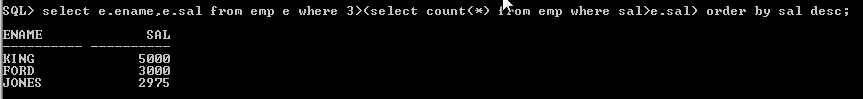 SQL> select e.ename,e.sal from emp e where 3>(select count(*) from emp where sal>e.sal) order by sal desc;
ENAME SAL
---------- ----------
KING 5000
FORD 3000
JONES 2975